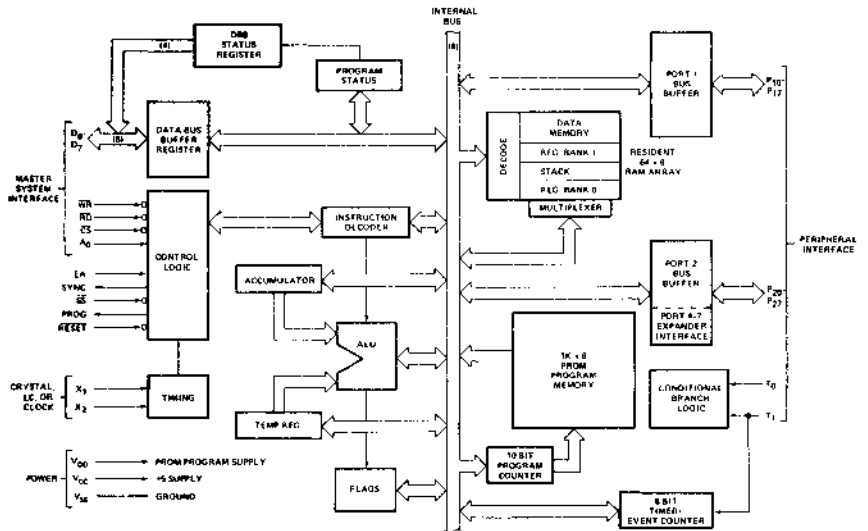 INTERNAL
BUS
(8)
DBB
STATUS
REGISTER
(4)
PROGRAM
STATUS
D0
D7
(8)
DATA BUS
BUFFER
REGISTER
MASTER
SYSTEM
INTERFACE
WR
RD
CS
A0
EA
SYNC
SS
PROG
RESET
CONTROL
LOGIC
INSTRUCTION
DECODER
ACCUMULATOR
ALU
TEMP REG
FLAGS
CRYSTAL,
LC, OR
CLOCK
X1
X2
TIMING
POWER
VDD
PROM PROGRAM SUPPLY
VCC
+5 SUPPLY
VSS
GROUND
PORT 1
BUS
BUFFER
P10-
P17
DECODE
DATA
MEMORY
REG BANK 1
STACK
REG BANK 0
MULTIPLEXER
RESIDENT
64 × 8
RAM ARRAY
PERIPHERAL
INTERFACE
PORT 2
BUS
BUFFER
PORT 4-7
EXPANDER
INTERFACE
P20-
P27
1K × 8
PROM
PROGRAM
MEMORY
CONDITIONAL
BRANCH
LOGIC
T0
T1
10 BIT
PROGRAM
COUNTER
8 BIT
TIMER/
EVENT COUNTER